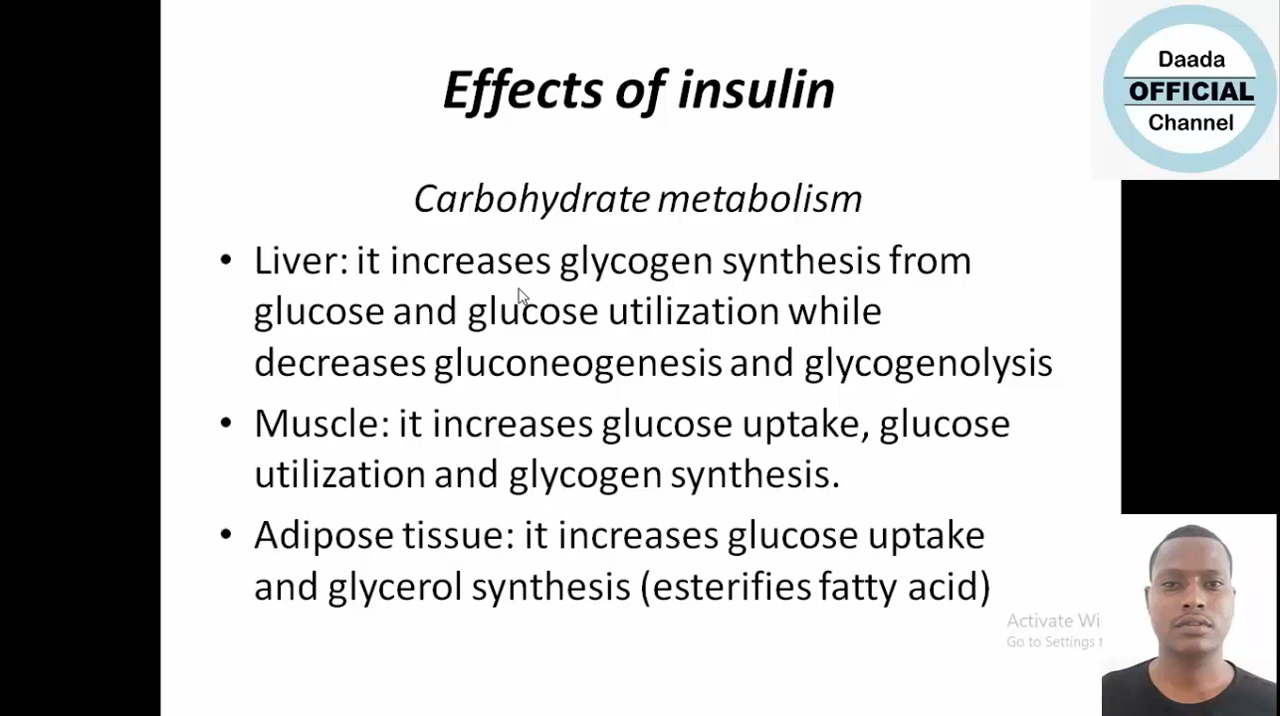 Effects of insulin
Daada
OFFICIAL
Channel
Carbohydrate metabolism
• Liver: it increases glycogen synthesis from
glucose and glucose utilization while
decreases gluconeogenesis and glycogenolysis
• Muscle: it increases glucose uptake, glucose
utilization and glycogen synthesis.
• Adipose tissue: it increases glucose uptake
and glycerol synthesis (esterifies fatty acid)
Activate Wi
Go to Settings t